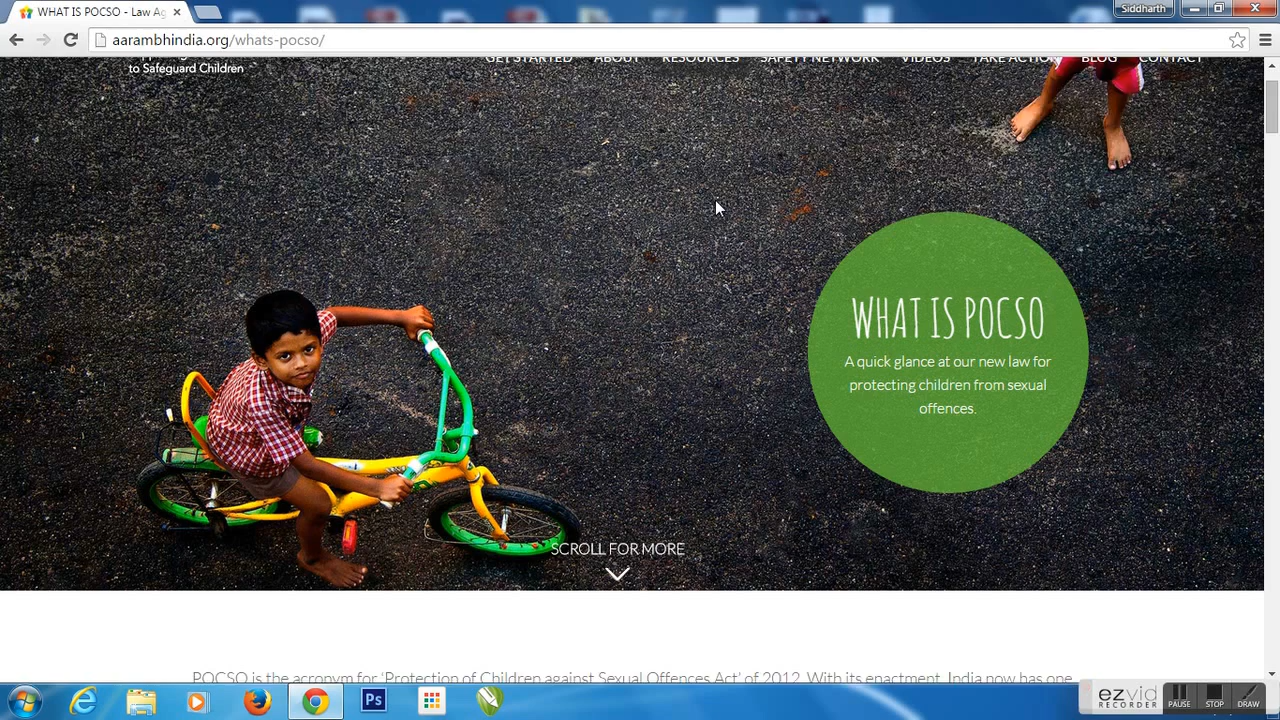 WHAT IS POCSO - Law Ag
Siddharth
aarambhindia.org/whats-pocso/
to Safeguard Children
GET STARTED ABOUT RESOURCES SAFETY NETWORK VIDEOS TAKE ACTION BLOG CONTACT
WHAT IS POCSO
A quick glance at our new law for
protecting children from sexual
offences.
SCROLL FOR MORE
POCSO is the acronym for 'Protection of Children against Sexual Offences Act' of 2012. With its enactment, India now has one
Ps
ezvid
RECORDER
PAUSE
STOP
DRAW